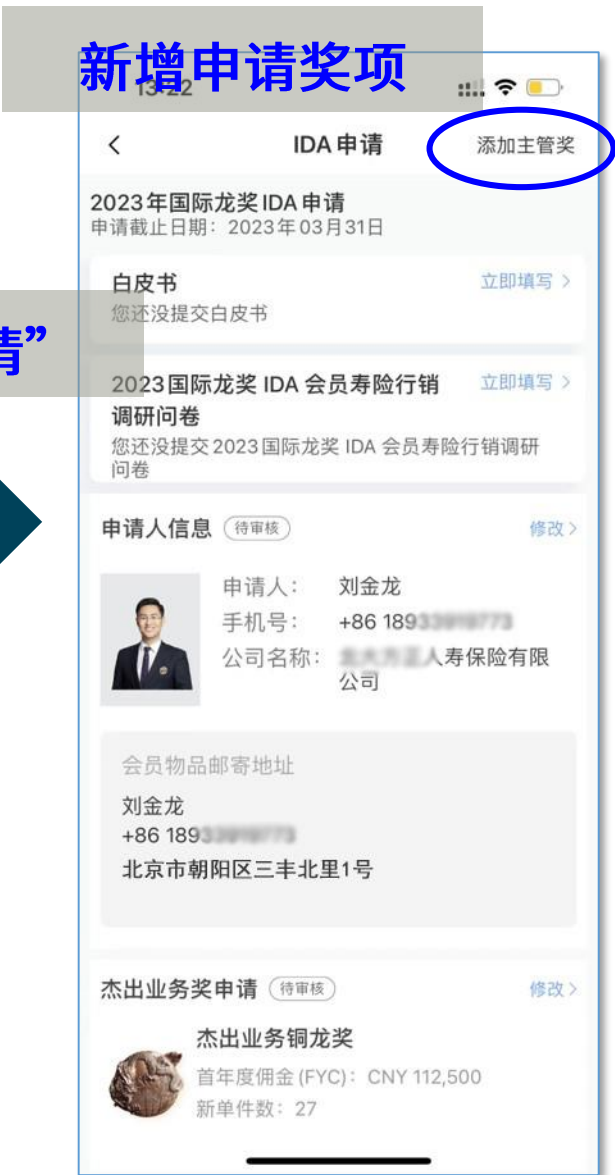 新增申请奖项
13:22
IDA 申请
添加主管奖
2023年国际龙奖IDA 申请
申请截止日期：2023年03月31日
白皮书
立即填写
您还没提交白皮书
请”
2023国际龙奖 IDA 会员寿险行销
立即填写
调研问卷
您还没提交2023国际龙奖 IDA 会员寿险行销调研
问卷
申请人信息
待审核
修改
申请人：
刘金龙
手机号：
+86 189
公司名称：
人寿保险有限
公司
会员物品邮寄地址
刘金龙
+86 189
北京市朝阳区三丰北里1号
杰出业务奖申请
待审核
修改
杰出业务铜龙奖
首年度佣金 (FYC)：CNY 112,500
新单件数：27